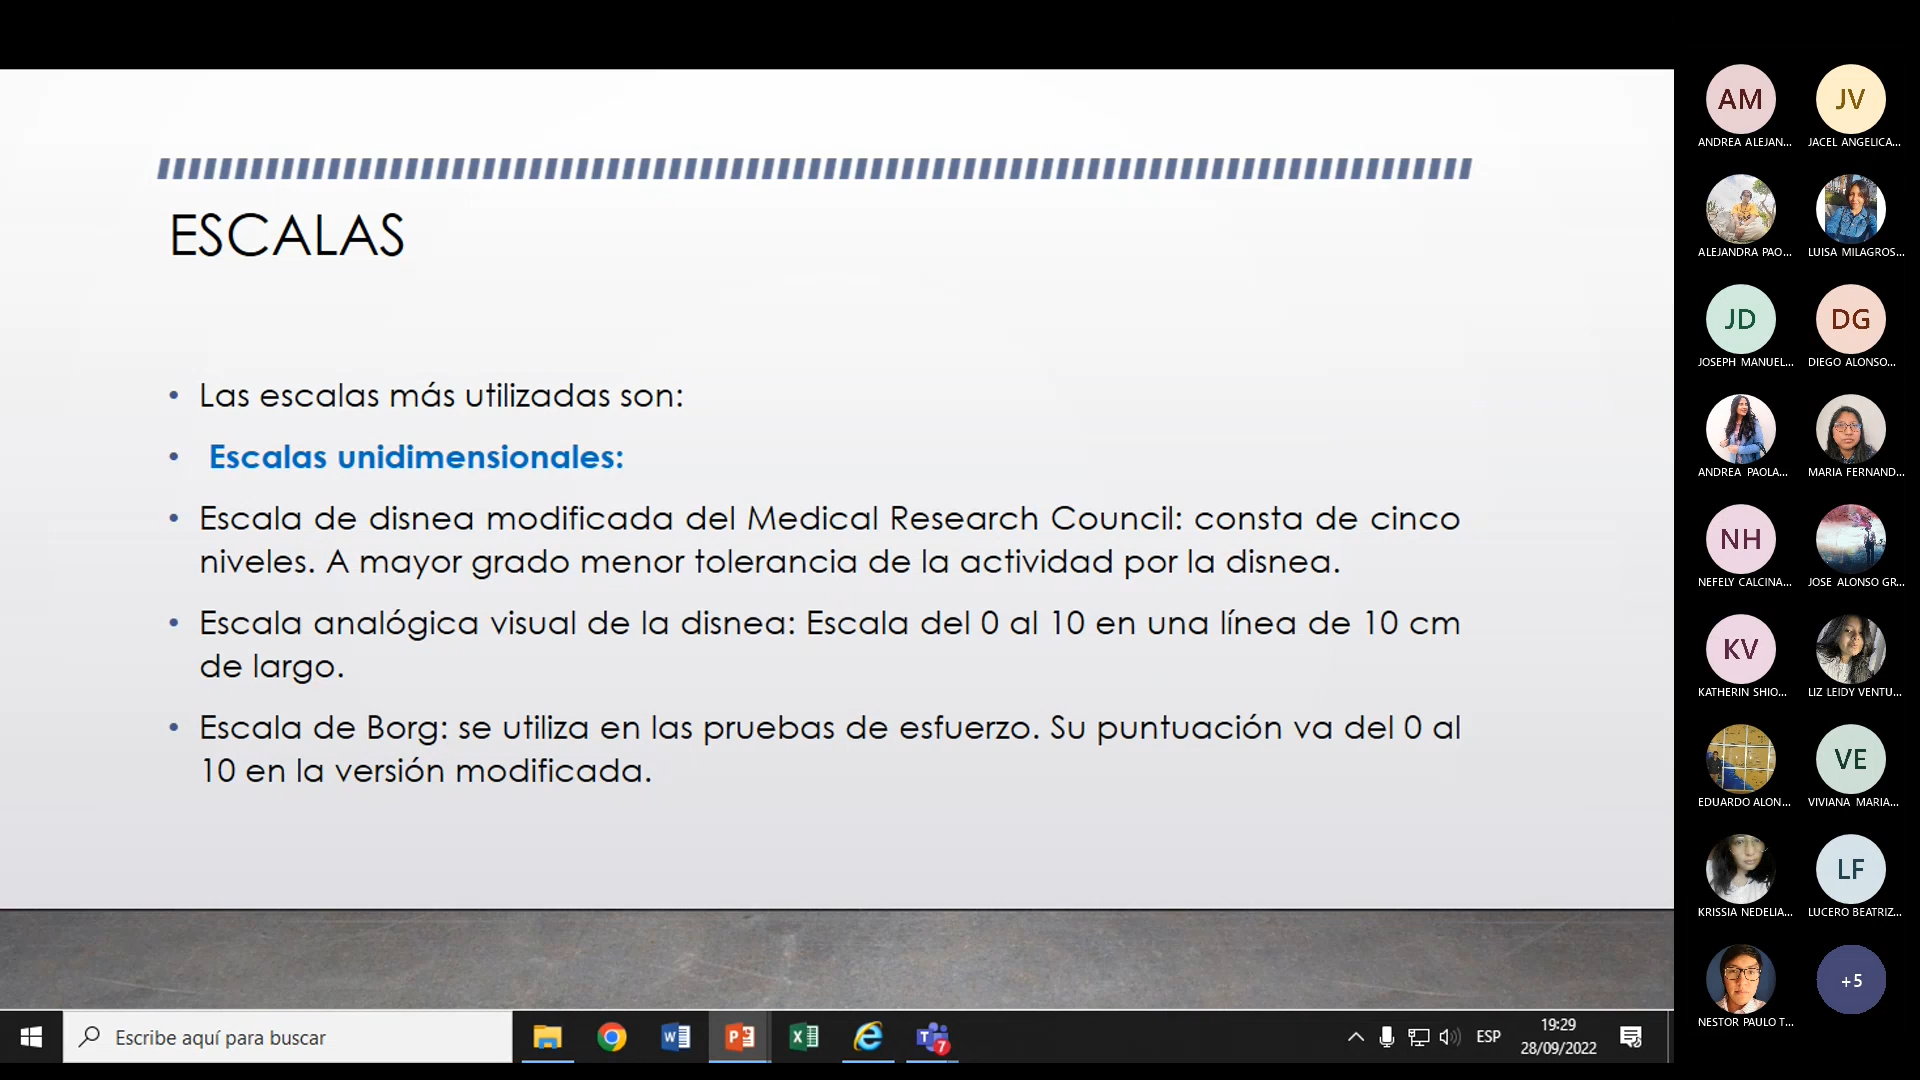 ESCALAS
• Las escalas más utilizadas son:
• Escalas unidimensionales:
• Escala de disnea modificada del Medical Research Council: consta de cinco
niveles. A mayor grado menor tolerancia de la actividad por la disnea.
• Escala analógica visual de la disnea: Escala del 0 al 10 en una línea de 10 cm
de largo.
• Escala de Borg: se utiliza en las pruebas de esfuerzo. Su puntuación va del 0 al
10 en la versión modificada.
AM JV
ANDREA ALEJAN... JACEL ANGELICA...
ALEJANDRA PAO... LUISA MILAGROS...
JD DG
JOSEPH MANUEL... DIEGO ALONSO...
ANDREA PAOLA... MARIA FERNAND...
NH
NEFELY CALCINA... JOSE ALONSO GR...
KV
KATHERIN SHIO... LIZ LEIDY VENTU...
VE
EDUARDO ALON... VIVIANA MARIA...
LF
KRISSIA NEDELIA... LUCERO BEATRIZ...
+5
NESTOR PAULO T...
Escribe aquí para buscar
7
ESP
19:29
28/09/2022